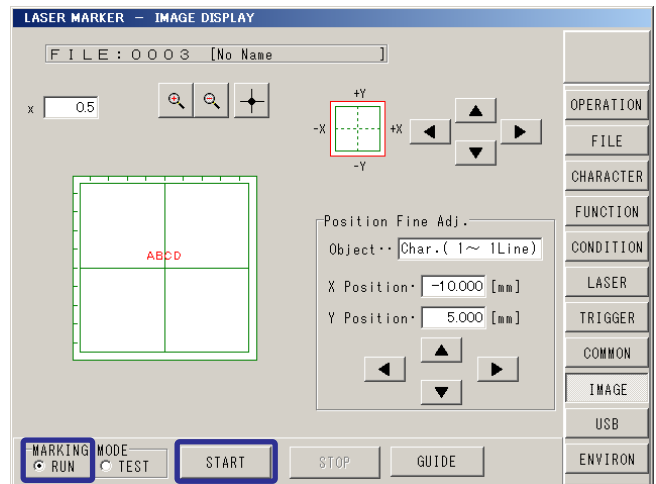 LASER MARKER － IMAGE DISPLAY
ＦＩＬＥ：０００３ [No Name ]
x 0.5
+Y
-X
+X
-Y
ABCD
Position Fine Adj.
Object･･ Char.( 1～ 1Line)
X Position･ -10.000 [mm]
Y Position･ 5.000 [mm]
MARKING MODE
RUN
TEST
START
STOP
GUIDE
OPERATION
FILE
CHARACTER
FUNCTION
CONDITION
LASER
TRIGGER
COMMON
IMAGE
USB
ENVIRON